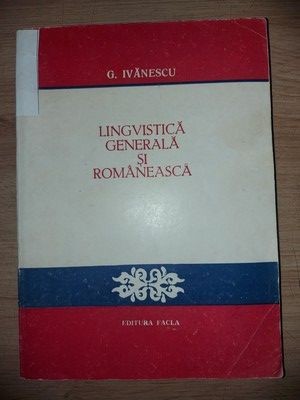 G. IVĂNESCU
LINGVISTICĂ
GENERALĂ
ȘI
ROMÂNEASCĂ
EDITURA FACLA